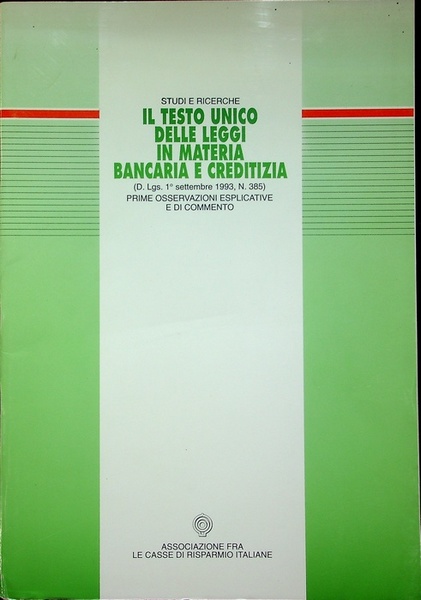 STUDI E RICERCHE
IL TESTO UNICO
DELLE LEGGI
IN MATERIA
BANCARIA E CREDITIZIA
(D. Lgs. 1º settembre 1993, N. 385)
PRIME OSSERVAZIONI ESPLICATIVE
E DI COMMENTO
ASSOCIAZIONE FRA
LE CASSE DI RISPARMIO ITALIANE